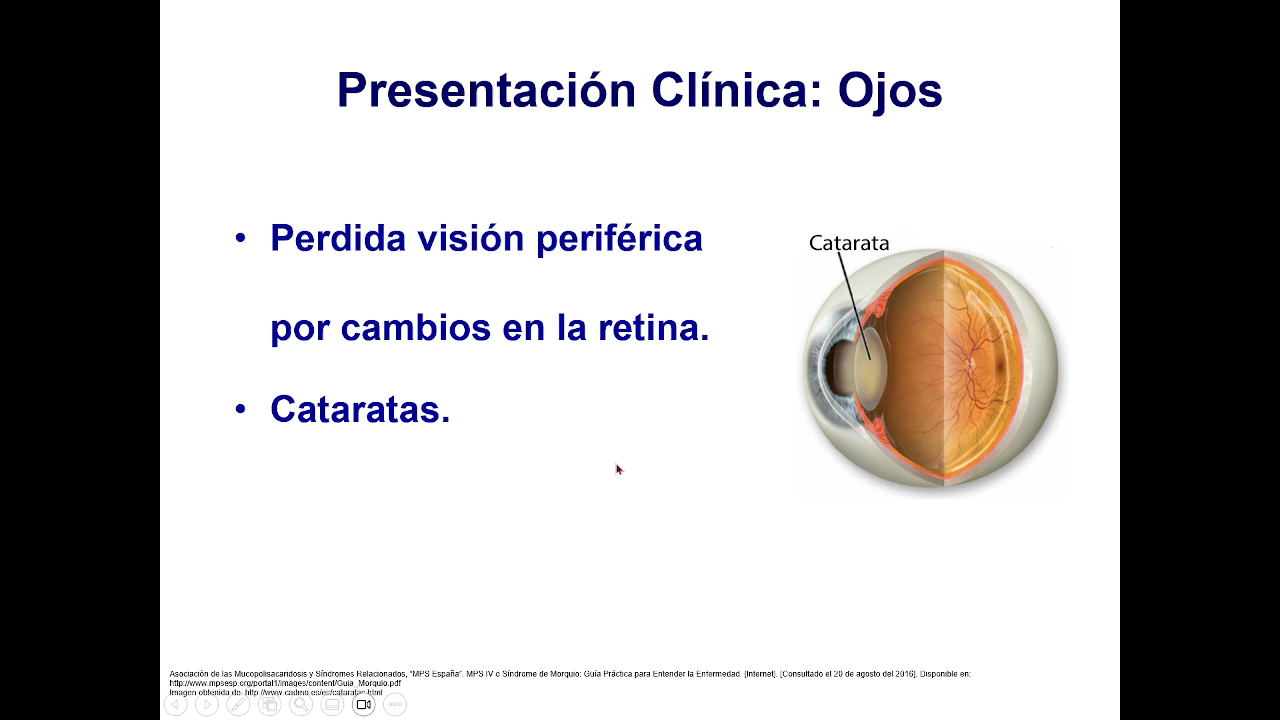 Presentación Clínica: Ojos
• Perdida visión periférica
por cambios en la retina.
• Cataratas.
Catarata
Asociación de las Mucopolisacaridosis y Síndromes Relacionados, "MPS España". MPS IV o Síndrome de Morquio: Guía Práctica para Entender la Enfermedad. [Internet]. [Consultado el 20 de agosto del 2016]. Disponible en:
http://www.mpsesp.org/portal1/images/content/Guia_Morquio.pdf
Imagen obtenida de: http://www.cadmo.es/es/cataratas.html